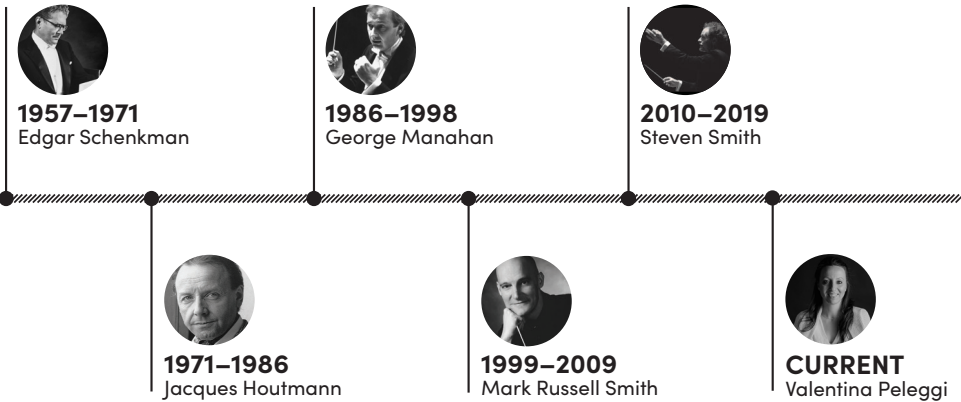 1957–1971
Edgar Schenkman
1986–1998
George Manahan
2010–2019
Steven Smith
1971–1986
Jacques Houtmann
1999–2009
Mark Russell Smith
CURRENT
Valentina Peleggi